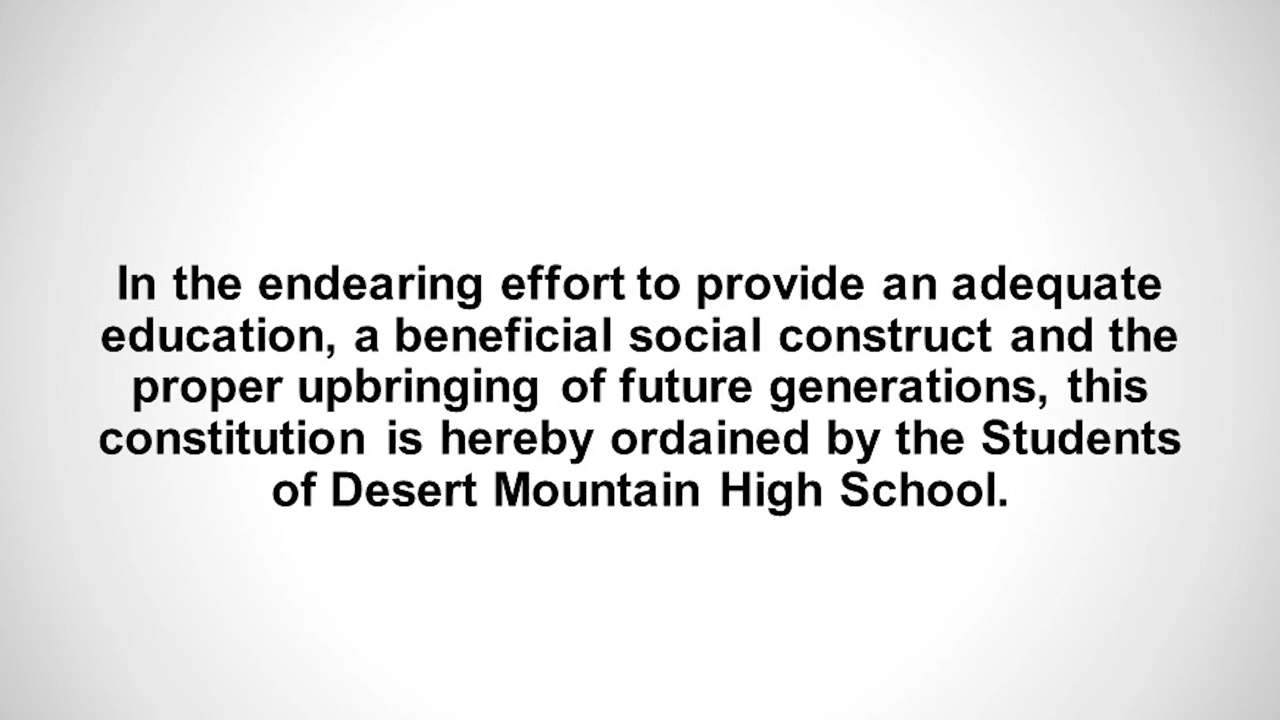 In the endearing effort to provide an adequate
education, a beneficial social construct and the
proper upbringing of future generations, this
constitution is hereby ordained by the Students
of Desert Mountain High School.